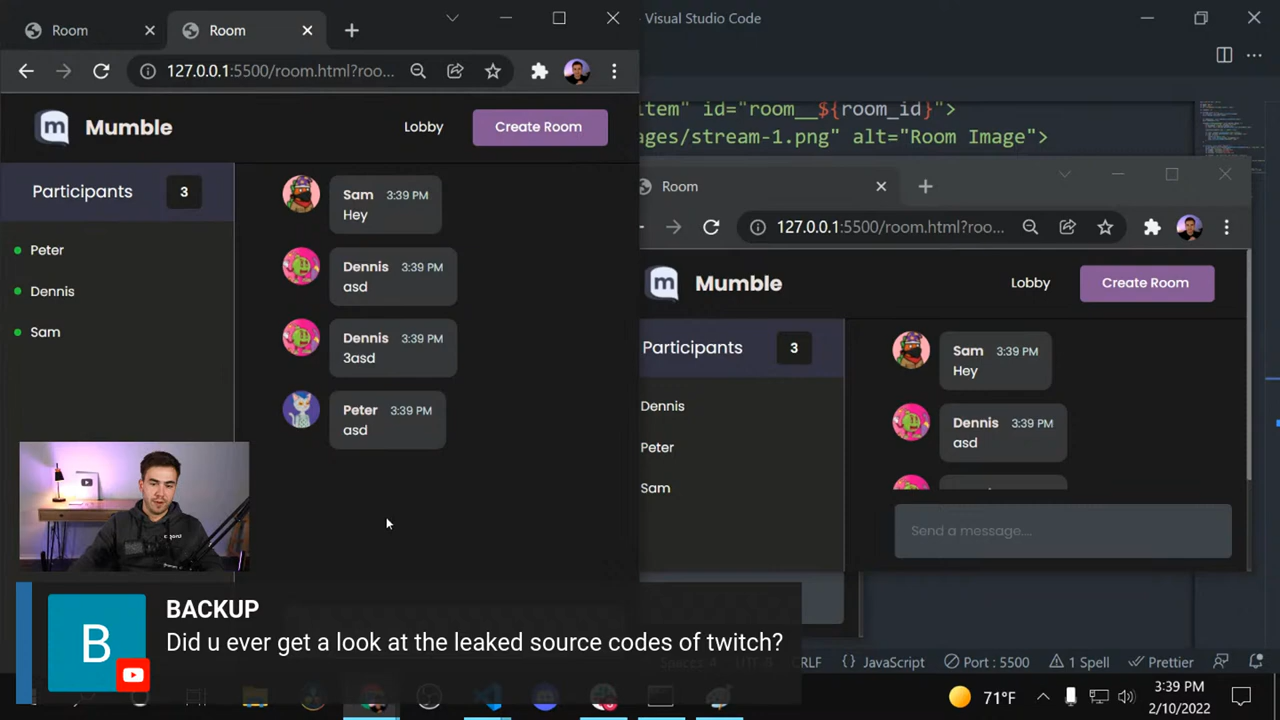 Room
Room
127.0.0.1:5500/room.html?roo...
Mumble
Lobby
Create Room
Participants
3
Peter
Dennis
Sam
Sam 3:39 PM
Hey
Dennis 3:39 PM
asd
Dennis 3:39 PM
3asd
Peter 3:39 PM
asd
Visual Studio Code
item" id="room__${room_id}">
ages/stream-1.png" alt="Room Image">
Room
127.0.0.1:5500/room.html?roo...
m Mumble
Lobby
Create Room
Participants
3
Dennis
Peter
Sam
Sam 3:39 PM
Hey
Dennis 3:39 PM
asd
Send a message....
B
BACKUP
Did u ever get a look at the leaked source codes of twitch?
Spaces: 4 UTF-8 CRLF {} JavaScript Port : 5500 1 Spell Prettier
71°F
3:39 PM
2/10/2022